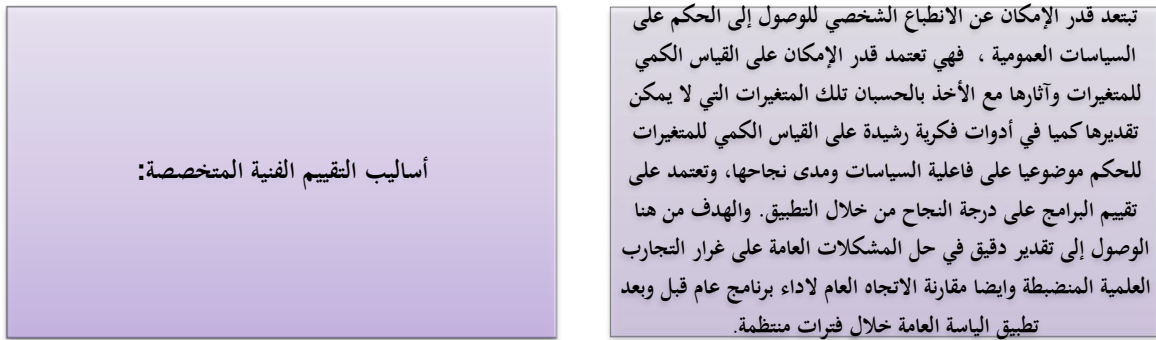 تبتعد قدر الإمكان عن الانطباع الشخصي للوصول إلى الحكم على
السياسات العمومية ، فهي تعتمد قدر الإمكان على القياس الكمي
للمتغيرات وآثارها مع الأخذ بالحسبان تلك المتغيرات التي لا يمكن
تقديرها كميا في أدوات فكرية رشيدة على القياس الكمي للمتغيرات
للحكم موضوعيا على فاعلية السياسات ومدى نجاحها، وتعتمد على
تقييم البرامج على درجة النجاح من خلال التطبيق. والهدف من هنا
الوصول إلى تقدير دقيق في حل المشكلات العامة على غرار التجارب
العلمية المنضبطة وايضا مقارنة الاتجاه العام لاداء برنامج عام قبل وبعد
تطبيق الياسة العامة خلال فترات منتظمة.
أساليب التقييم الفنية المتخصصة: